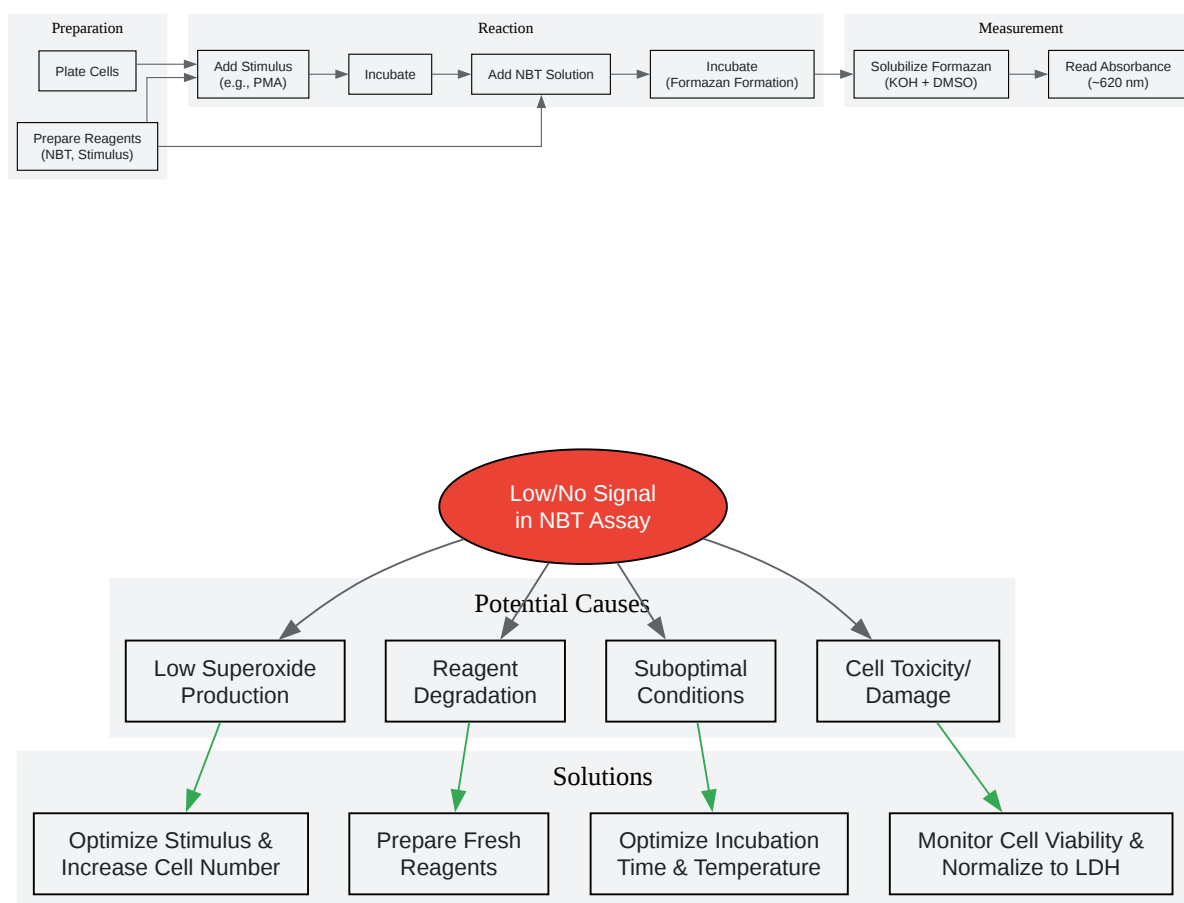 Preparation
Reaction
Measurement
Plate Cells
Add Stimulus
(e.g., PMA)
Incubate
Add NBT Solution
Incubate
(Formazan Formation)
Solubilize Formazan
(KOH + DMSO)
Read Absorbance
(~620 nm)
Prepare Reagents
(NBT, Stimulus)
Low/No Signal
in NBT Assay
Potential Causes
Low Superoxide
Production
Reagent
Degradation
Suboptimal
Conditions
Cell Toxicity/
Damage
Solutions
Optimize Stimulus &
Increase Cell Number
Prepare Fresh
Reagents
Optimize Incubation
Time & Temperature
Monitor Cell Viability &
Normalize to LDH